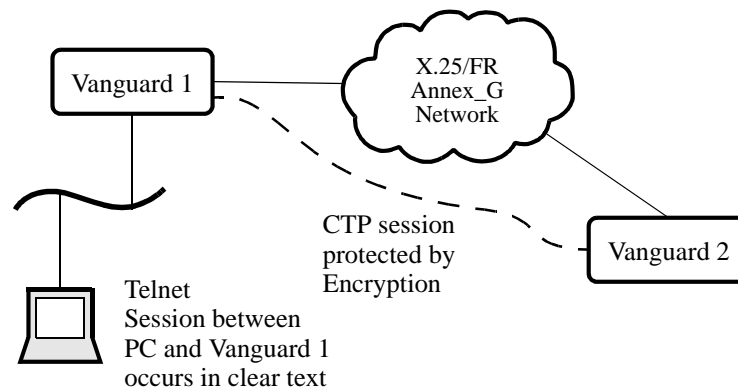 Vanguard 1
X.25/FR
Annex_G
Network
CTP session
protected by
Encryption
Vanguard 2
Telnet
Session between
PC and Vanguard 1
occurs in clear text